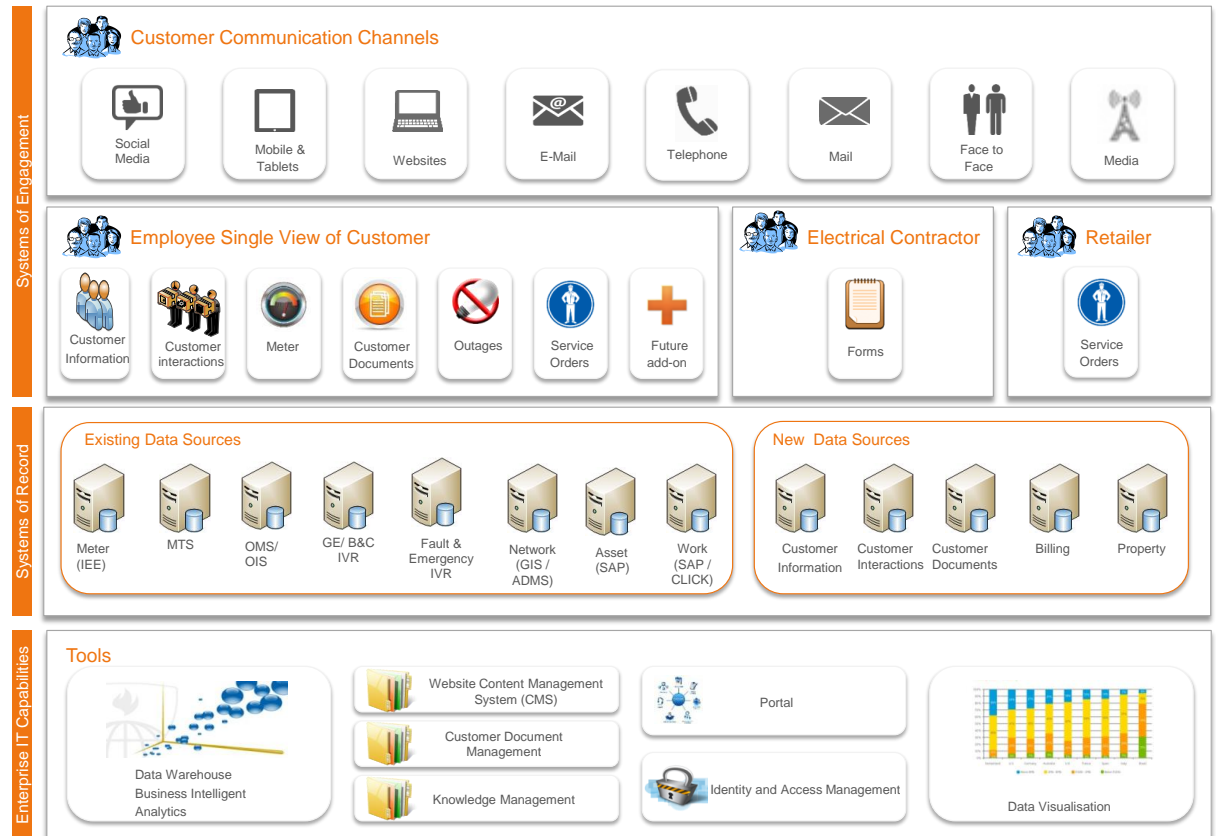 Systems of Engagement
Customer Communication Channels
Social
Media
Mobile &
Tablets
Websites
E-Mail
Telephone
Mail
Face to
Face
Media
Employee Single View of Customer
Customer
Information
Customer
interactions
Meter
Customer
Documents
Outages
Service
Orders
Future
add-on
Electrical Contractor
Forms
Retailer
Service
Orders
Systems of Record
Existing Data Sources
Meter
(IEE)
MTS
OMS/
OIS
GE/ B&C
IVR
Fault &
Emergency
IVR
Network
(GIS /
ADMS)
Asset
(SAP)
Work
(SAP /
CLICK)
New Data Sources
Customer
Information
Customer
Interactions
Customer
Documents
Billing
Property
Enterprise IT Capabilities
Tools
Data Warehouse
Business Intelligent
Analytics
Website Content Management
System (CMS)
Customer Document
Management
Knowledge Management
Portal
Identity and Access Management
Data Visualisation